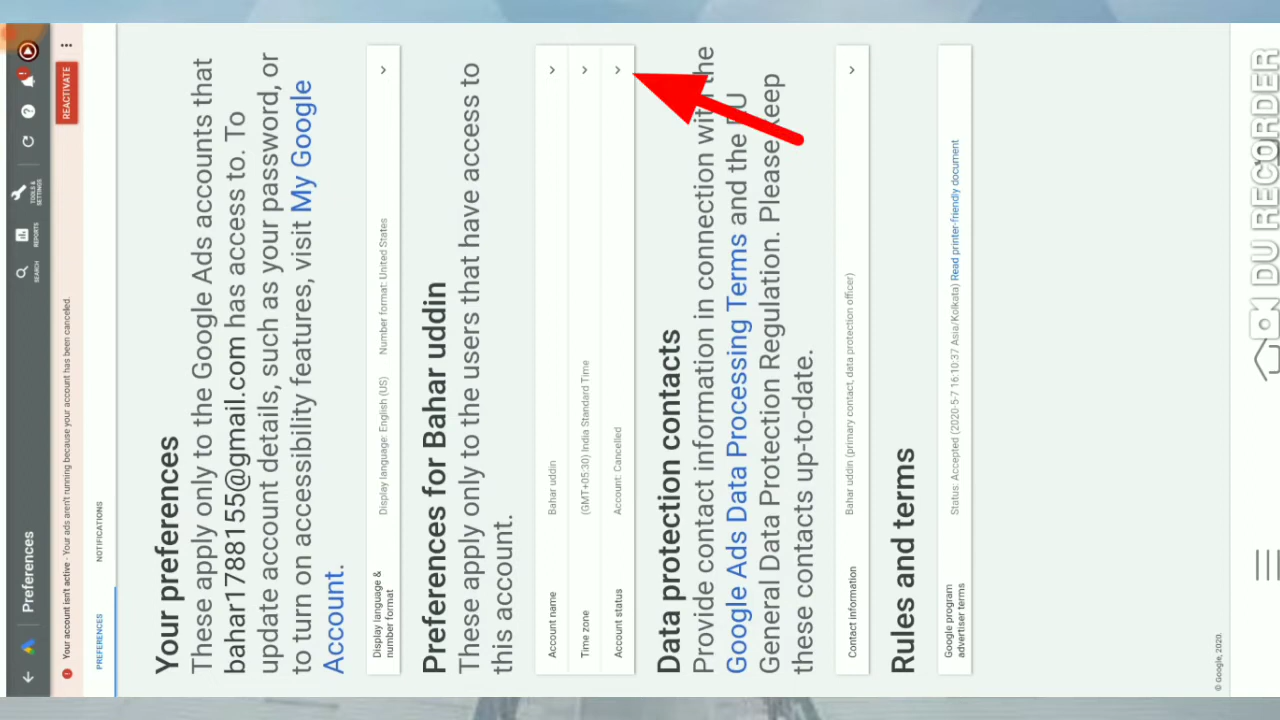 Preferences
SEARCH
REPORTS
TOOLS &
SETTINGS
!
Your account isn't active - Your ads aren't running because your account has been cancelled.
REACTIVATE
PREFERENCES
NOTIFICATIONS
Your preferences
These apply only to the Google Ads accounts that
bahar1788155@gmail.com has access to. To
update account details, such as your password, or
to turn on accessibility features, visit My Google
Account.
Display language &
number format
Display language: English (US)
Number format: United States
Preferences for Bahar uddin
These apply only to the users that have access to
this account.
Account name
Bahar uddin
Time zone
(GMT+05:30) India Standard Time
Account status
Account: Cancelled
Data protection contacts
Provide contact information in connection with the
Google Ads Data Processing Terms and the EU
General Data Protection Regulation. Please keep
these contacts up-to-date.
Contact information
Bahar uddin (primary contact, data protection officer)
Rules and terms
Google program
advertiser terms
Status: Accepted (2020-5-7 16:10:37 Asia/Kolkata) Read printer-friendly document
© Google, 2020.
DU RECORDER